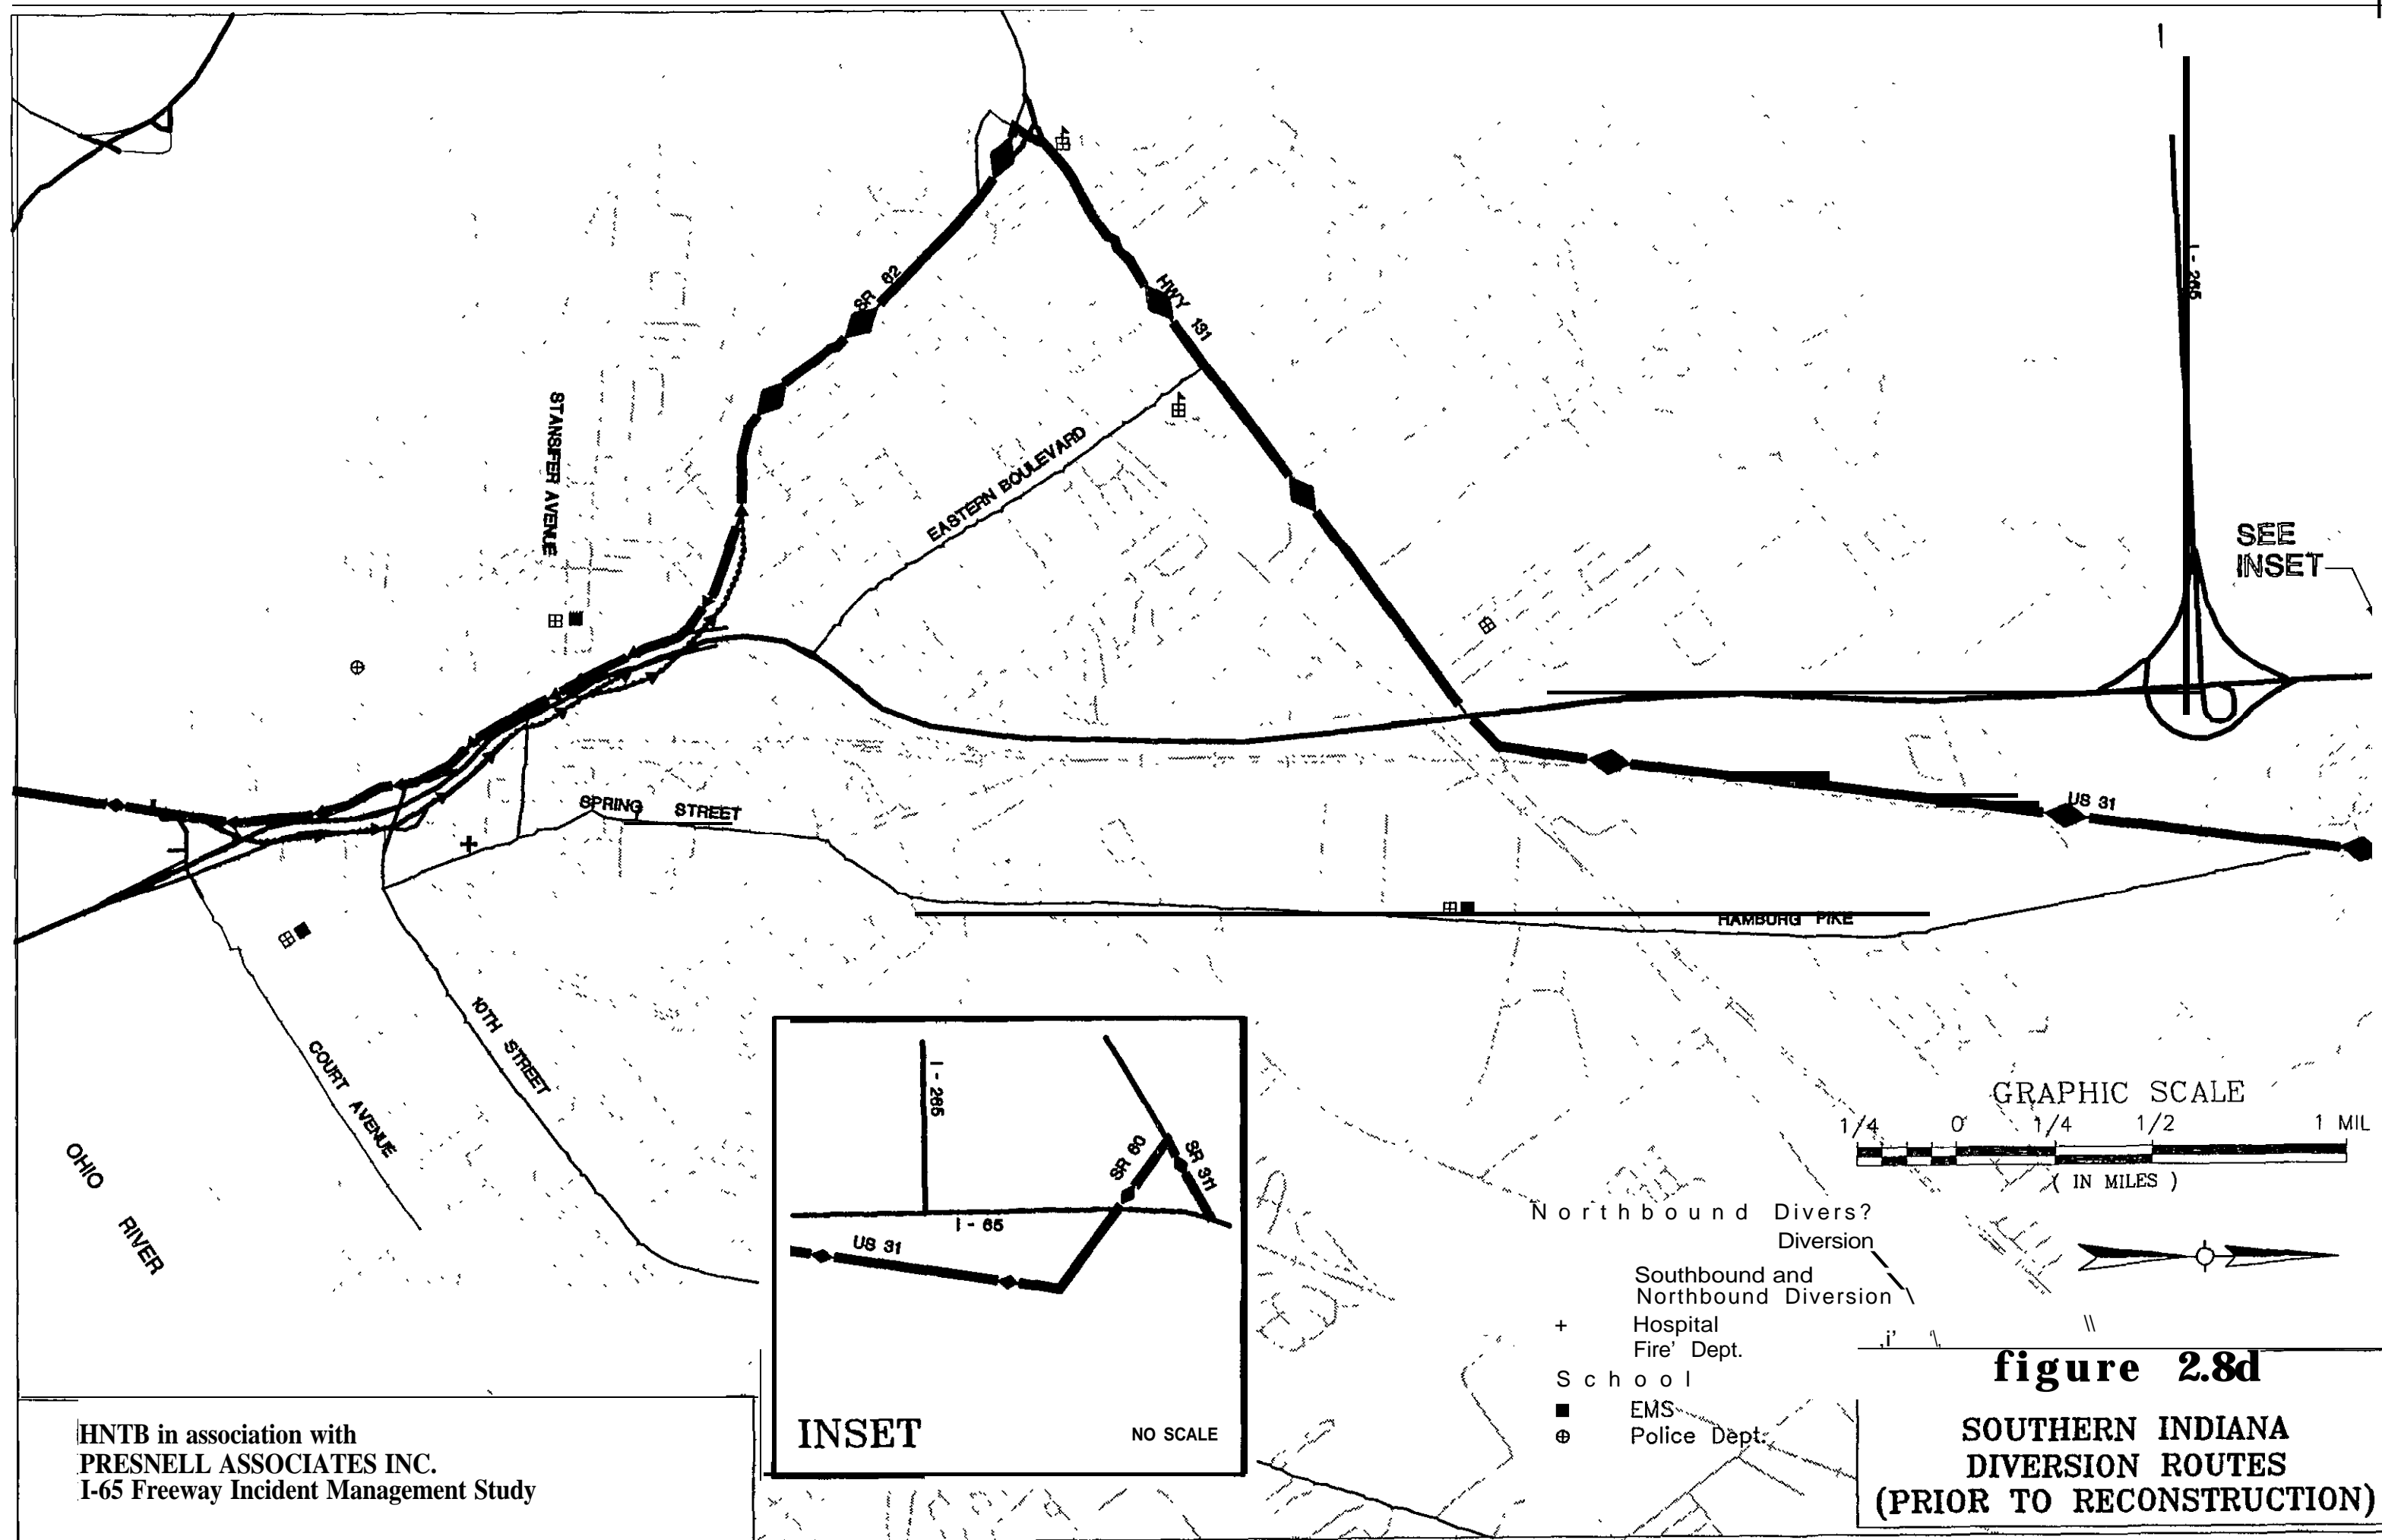 SR 62
HWY 131
I-265
STANSIFER AVENUE
EASTERN BOULEVARD
SEE
INSET
SPRING STREET
US 31
HAMBURG PIKE
10TH STREET
COURT AVENUE
OHIO
RIVER
I-265
SR 60
SR 311
I-65
US 31
INSET
NO SCALE
GRAPHIC SCALE
1/4 0 1/4 1/2 1 MIL
( IN MILES )
Northbound Divers?
Diversion
Southbound and
Northbound Diversion
+ Hospital
Fire' Dept.
School
■ EMS
⊕ Police Dept.
figure 2.8d
SOUTHERN INDIANA
DIVERSION ROUTES
(PRIOR TO RECONSTRUCTION)
HNTB in association with
PRESNELL ASSOCIATES INC.
I-65 Freeway Incident Management Study